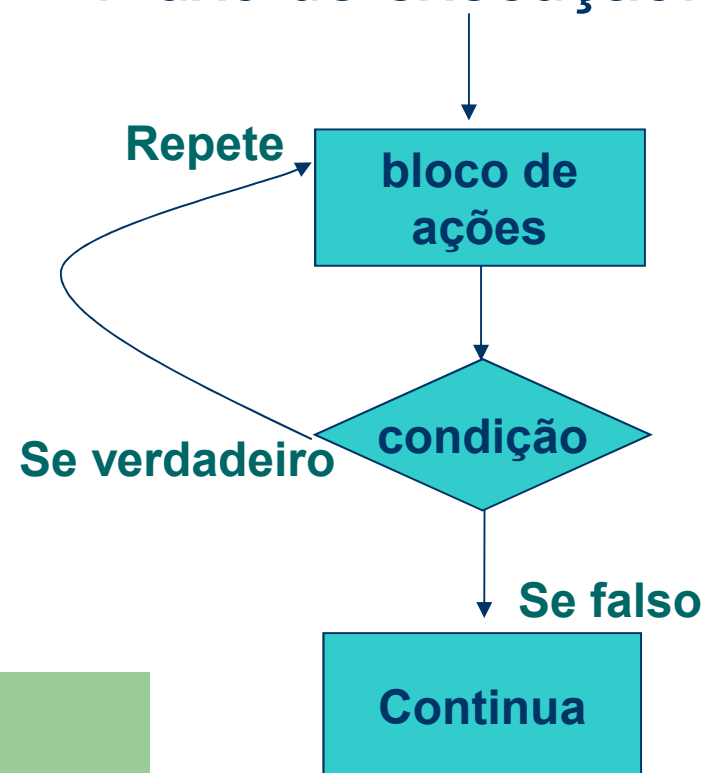 Repete
bloco de
ações
condição
Se verdadeiro
Se falso
Continua